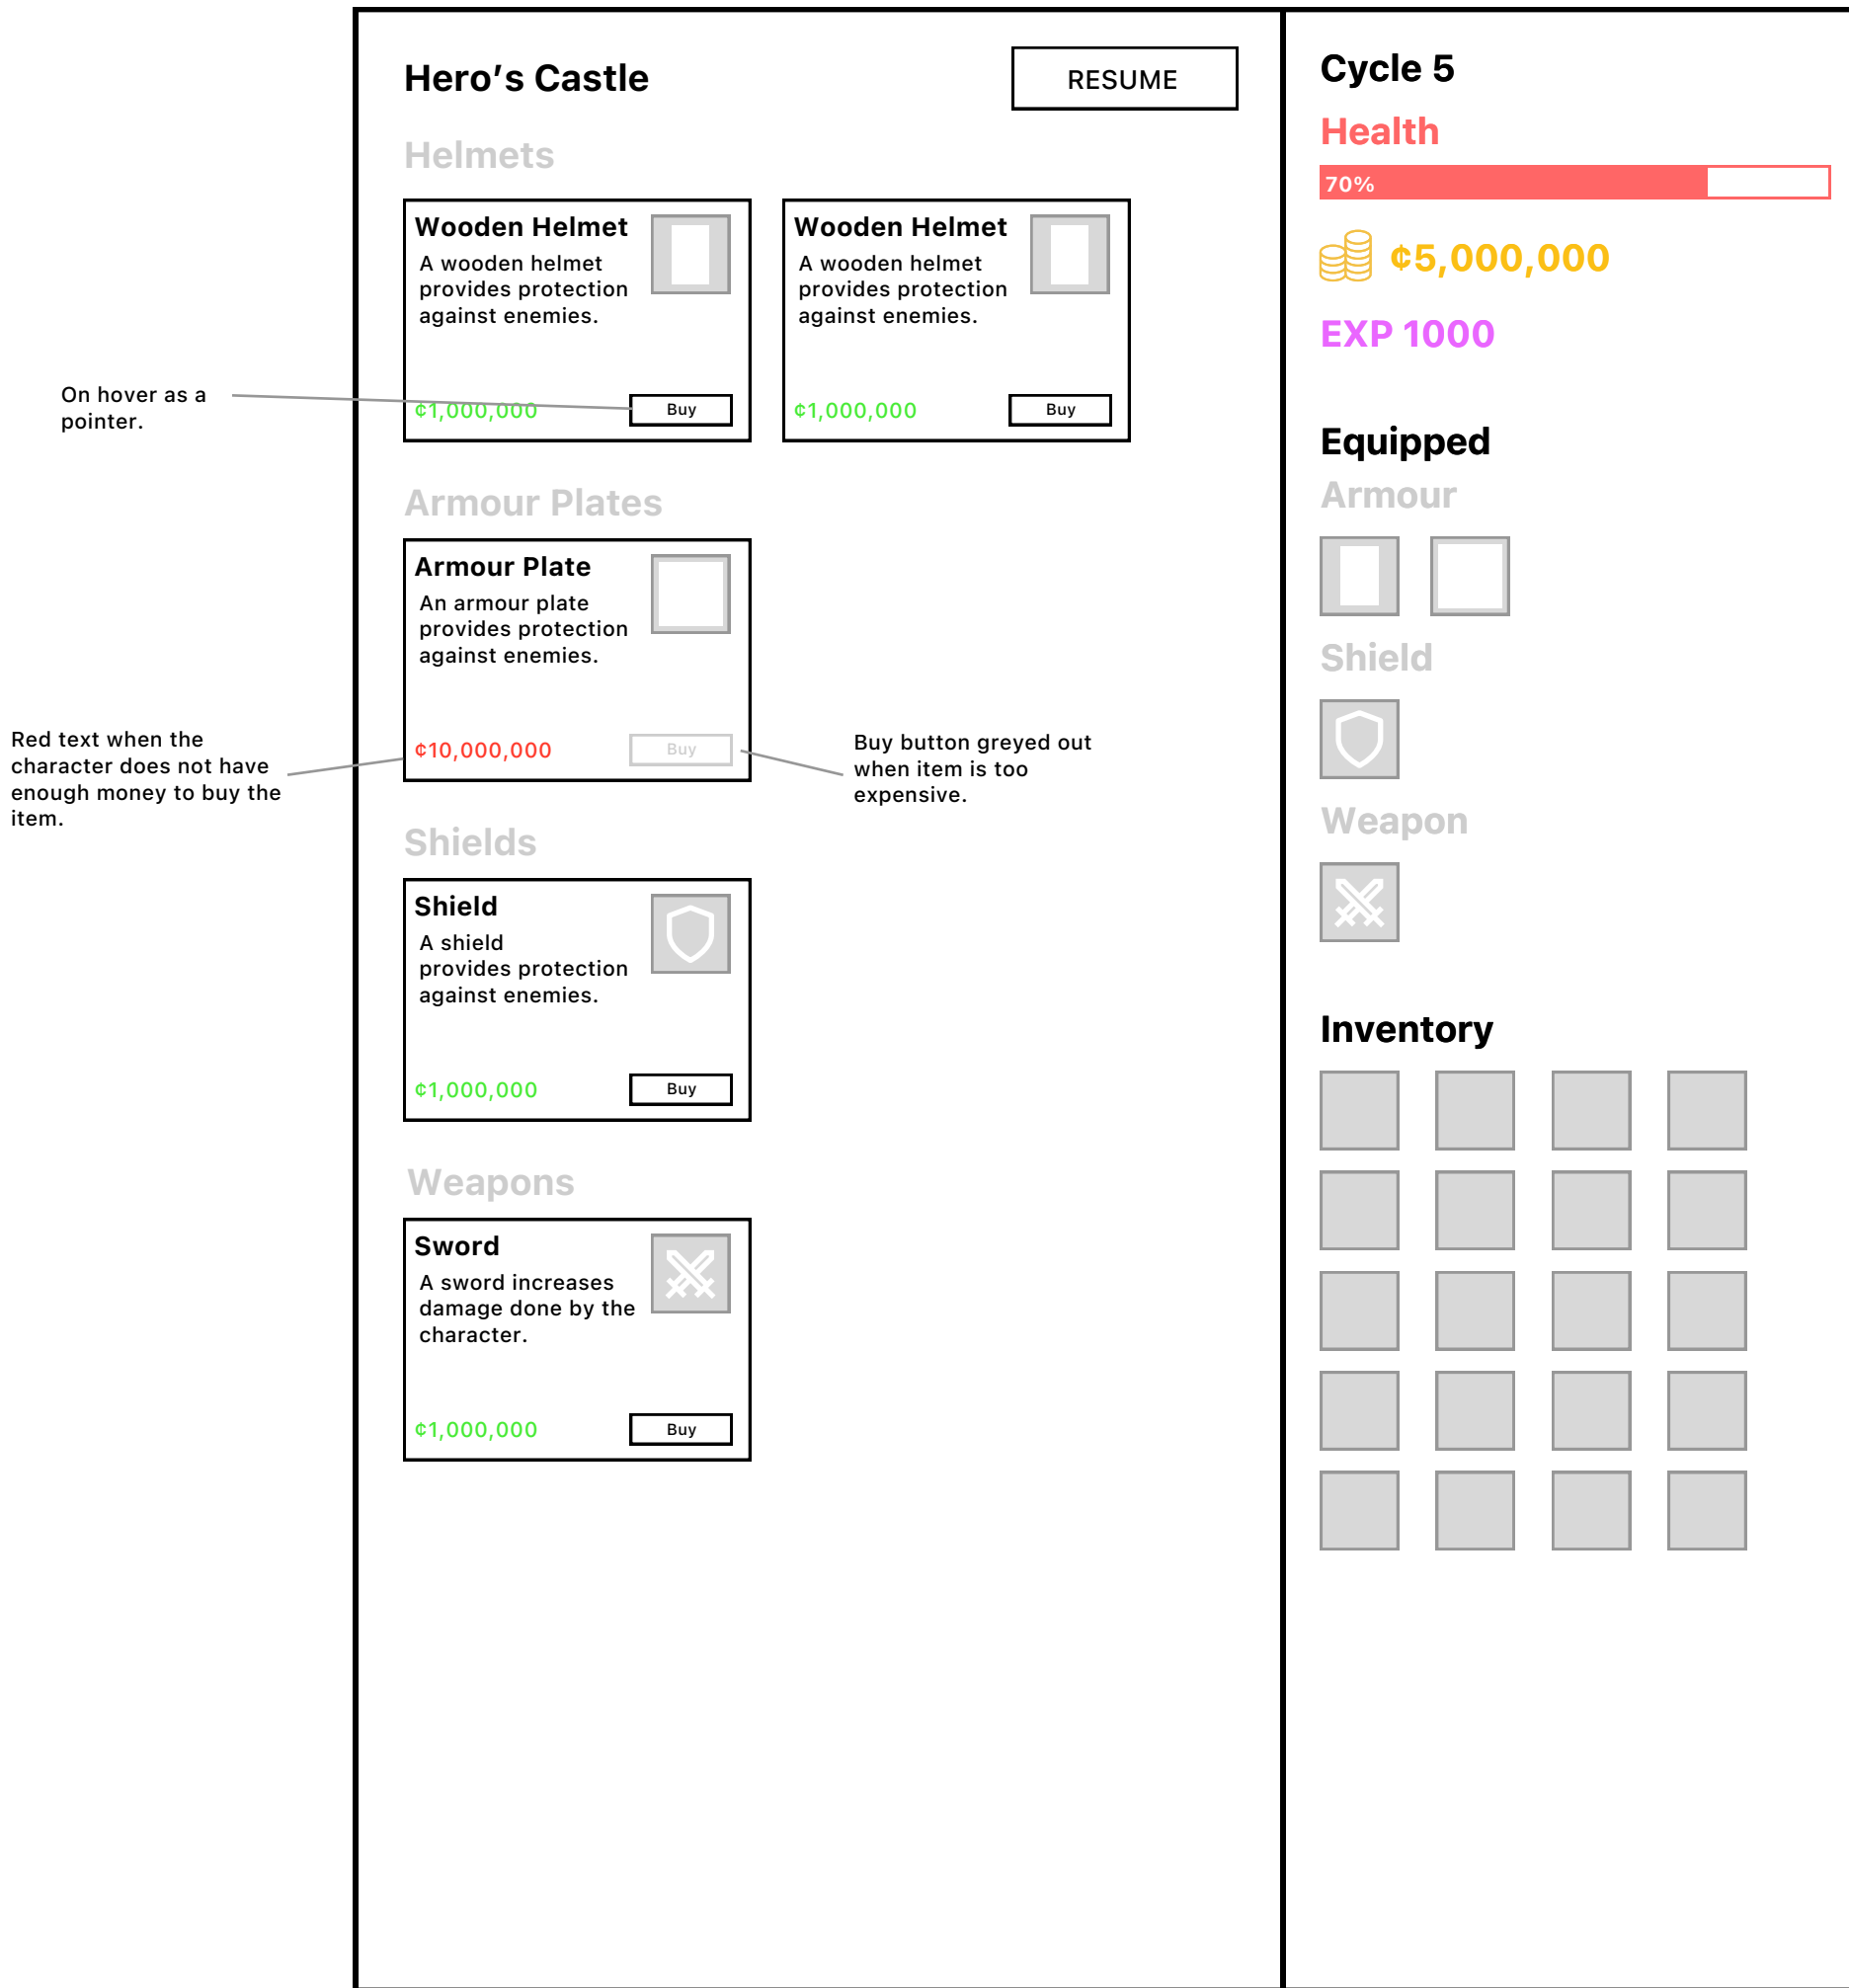 Hero's Castle
RESUME
Helmets
Wooden Helmet
A wooden helmet
provides protection
against enemies.
¢1,000,000
Buy
Wooden Helmet
A wooden helmet
provides protection
against enemies.
¢1,000,000
Buy
On hover as a
pointer.
Armour Plates
Armour Plate
An armour plate
provides protection
against enemies.
¢10,000,000
Buy
Red text when the
character does not have
enough money to buy the
item.
Buy button greyed out
when item is too
expensive.
Shields
Shield
A shield
provides protection
against enemies.
¢1,000,000
Buy
Weapons
Sword
A sword increases
damage done by the
character.
¢1,000,000
Buy
Cycle 5
Health
70%
¢5,000,000
EXP 1000
Equipped
Armour
Shield
Weapon
Inventory